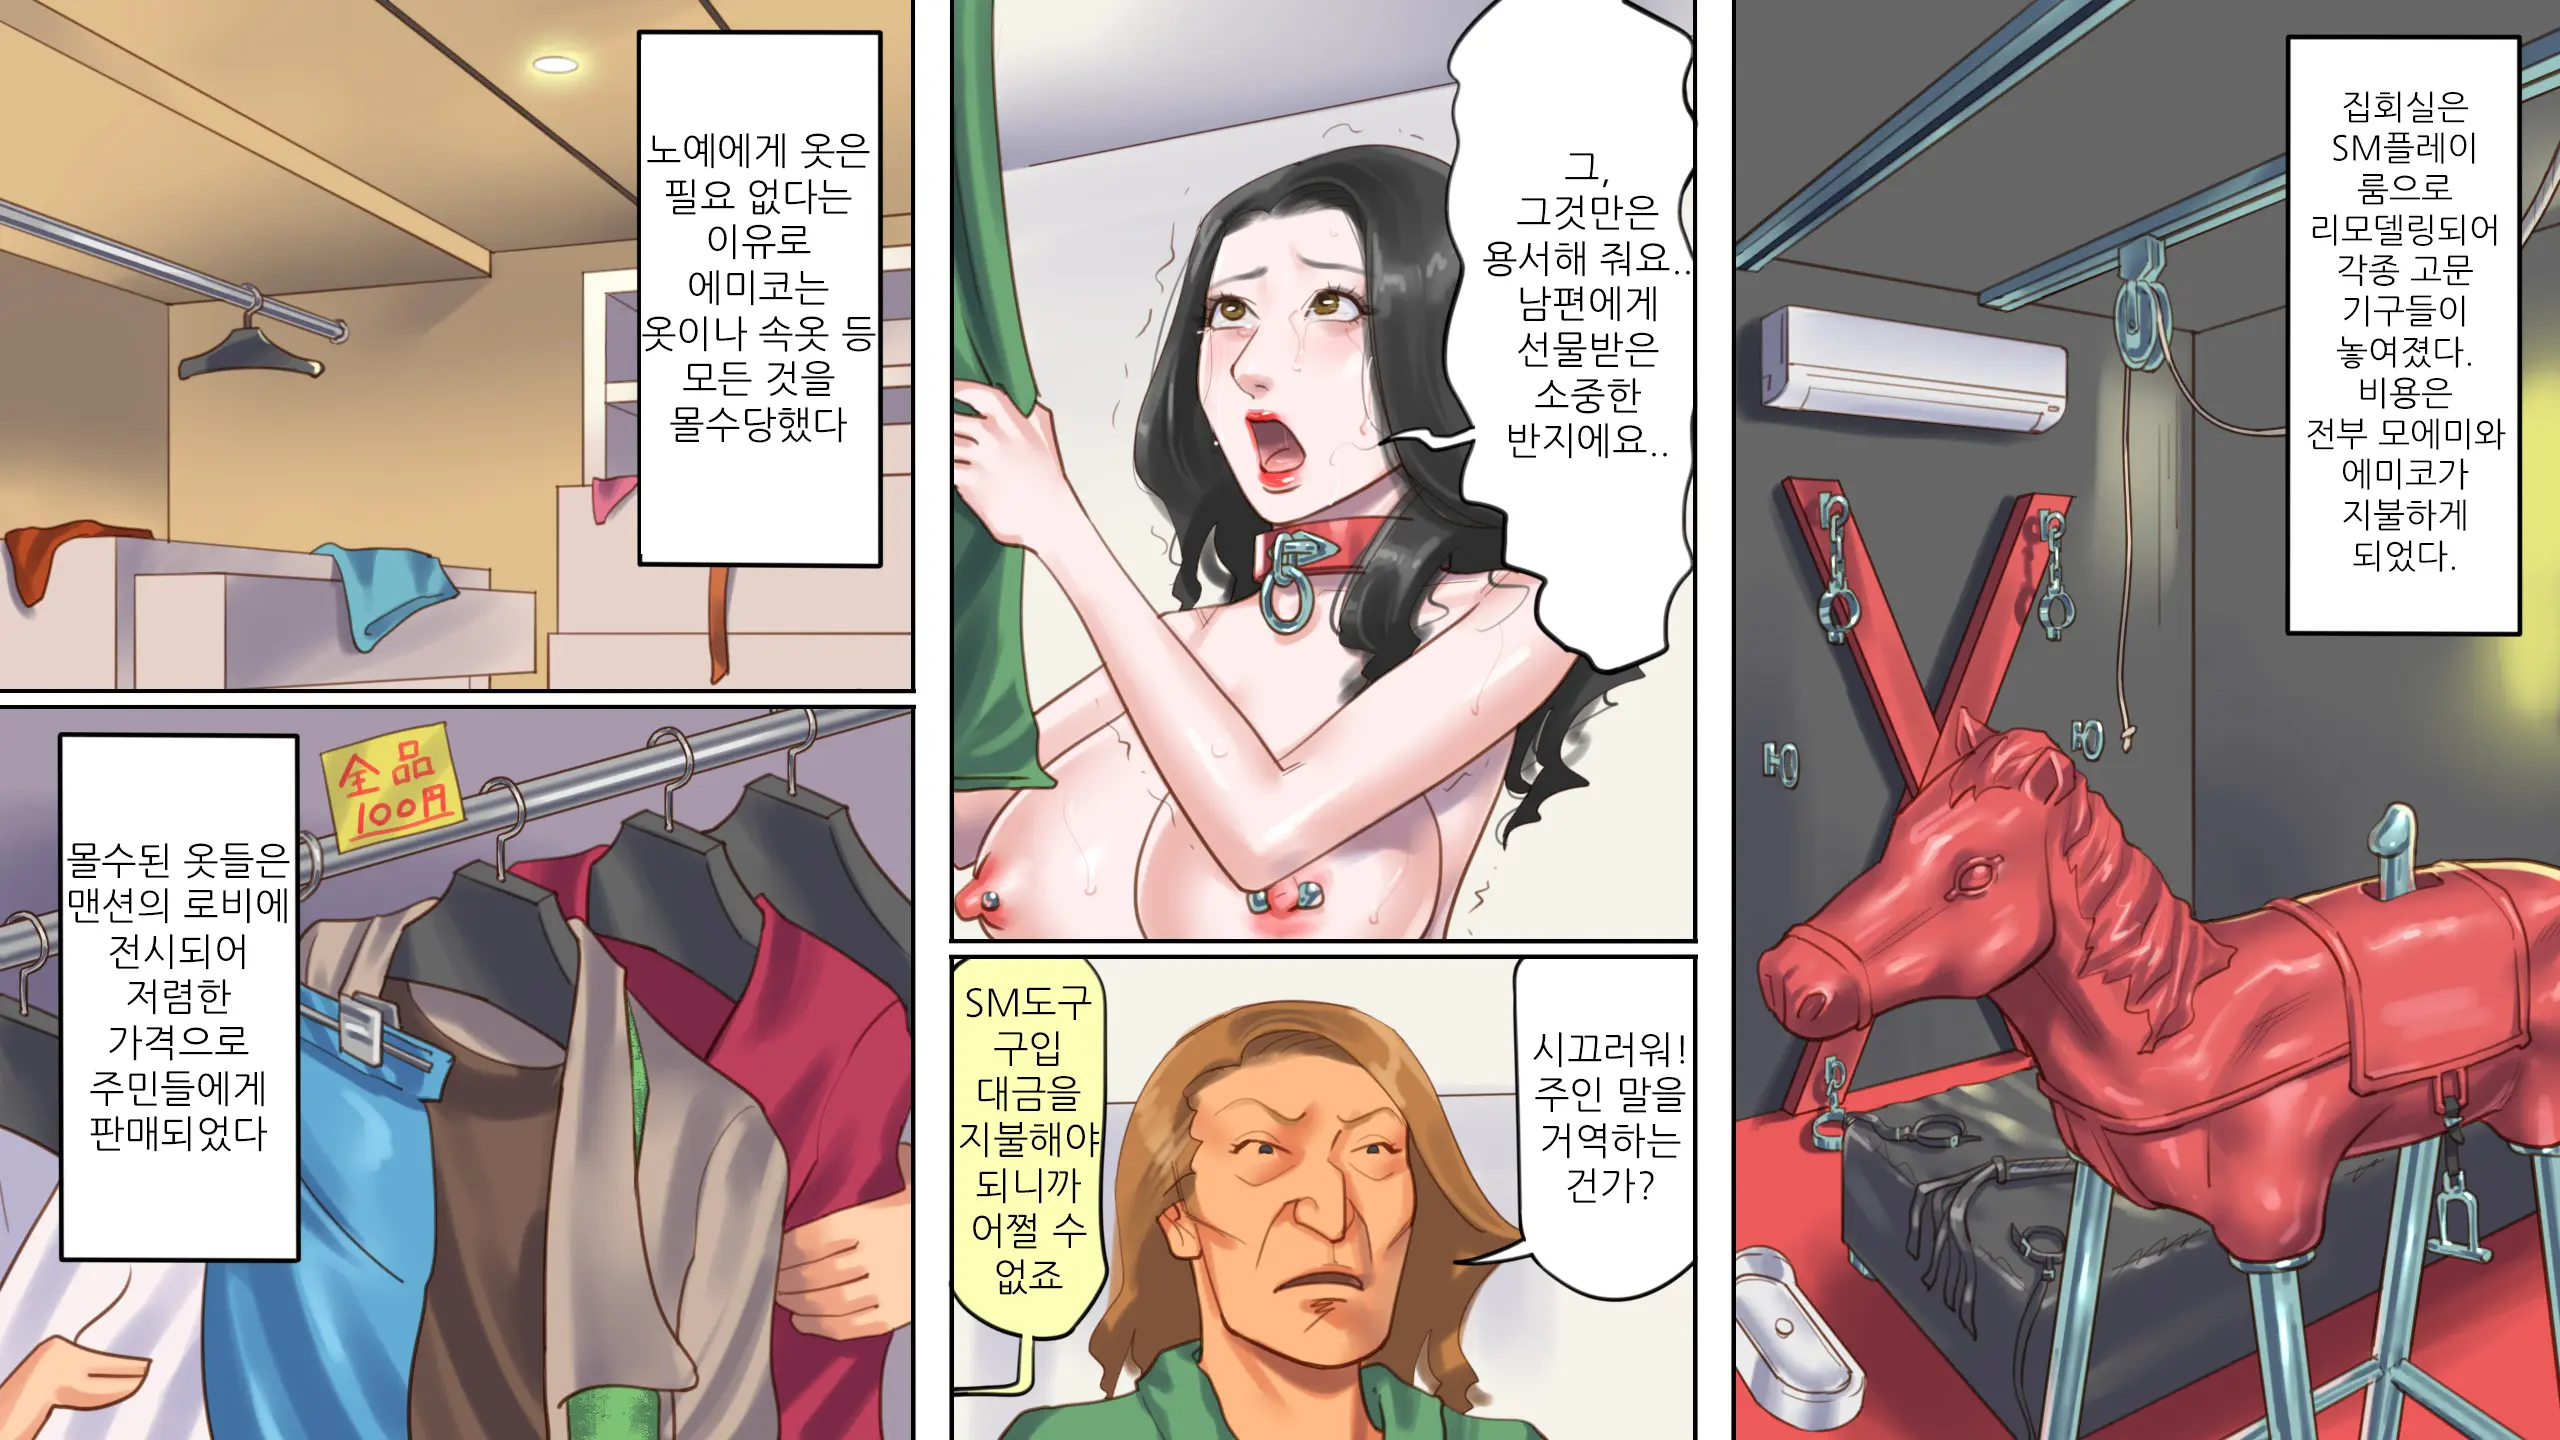 집회실은
SM플레이
룸으로
리모델링되어
각종 고문
기구들이
놓여졌다.
비용은
전부 모에미와
에미코가
지불하게
되었다.
그,
그것만은
용서해 줘요..
남편에게
선물받은
소중한
반지에요..
시끄러워!
주인 말을
거역하는
건가?
SM도구
구입
대금을
지불해야
되니까
어쩔 수
없죠
노예에게 옷은
필요 없다는
이유로
에미코는
옷이나 속옷 등
모든 것을
몰수당했다
全品
100円
몰수된 옷들은
맨션의 로비에
전시되어
저렴한
가격으로
주민들에게
판매되었다